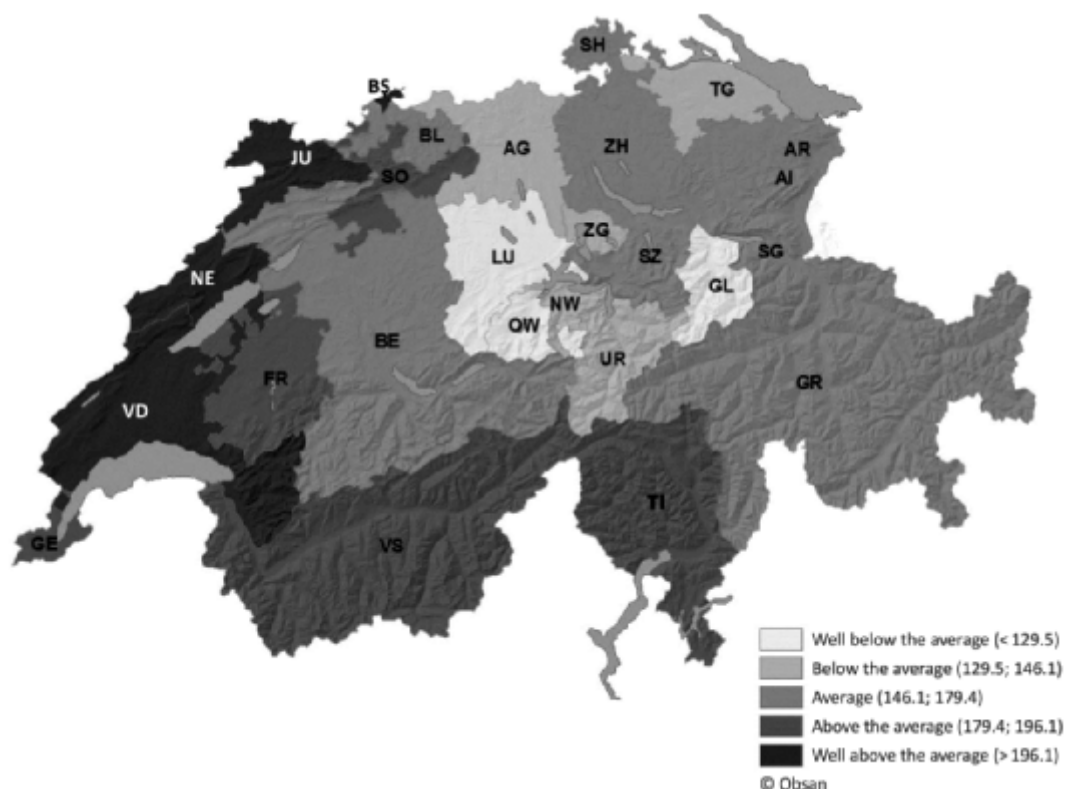 SH
BS
TG
BL
AG
ZH
AR
JU
SO
AI
ZG
LU
SZ
SG
NE
GL
NW
OW
BE
UR
FR
GR
VD
TI
GE
VS
Well below the average (< 129.5)
Below the average (129.5; 146.1)
Average (146.1; 179.4)
Above the average (179.4; 196.1)
Well above the average (> 196.1)
© Obsan